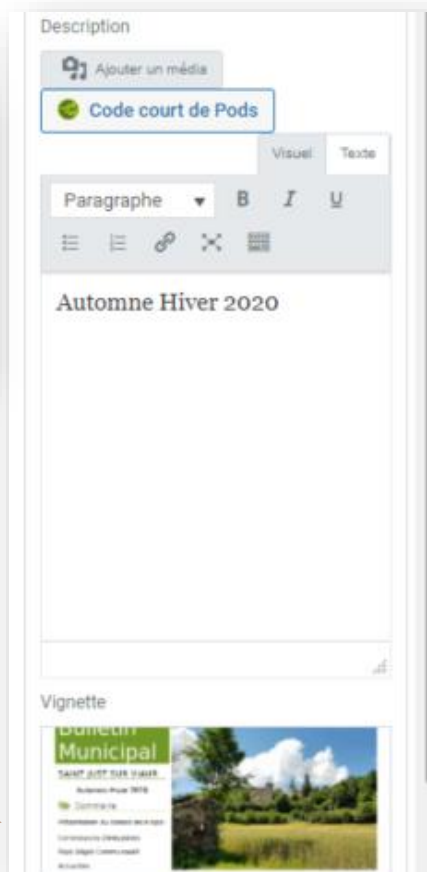 Description
Ajouter un média
Code court de Pods
Visuel Texte
Paragraphe B I U
Automne Hiver 2020
Vignette
Bulletin
Municipal
SAINT JUST SUR VIAUR
Sommaire